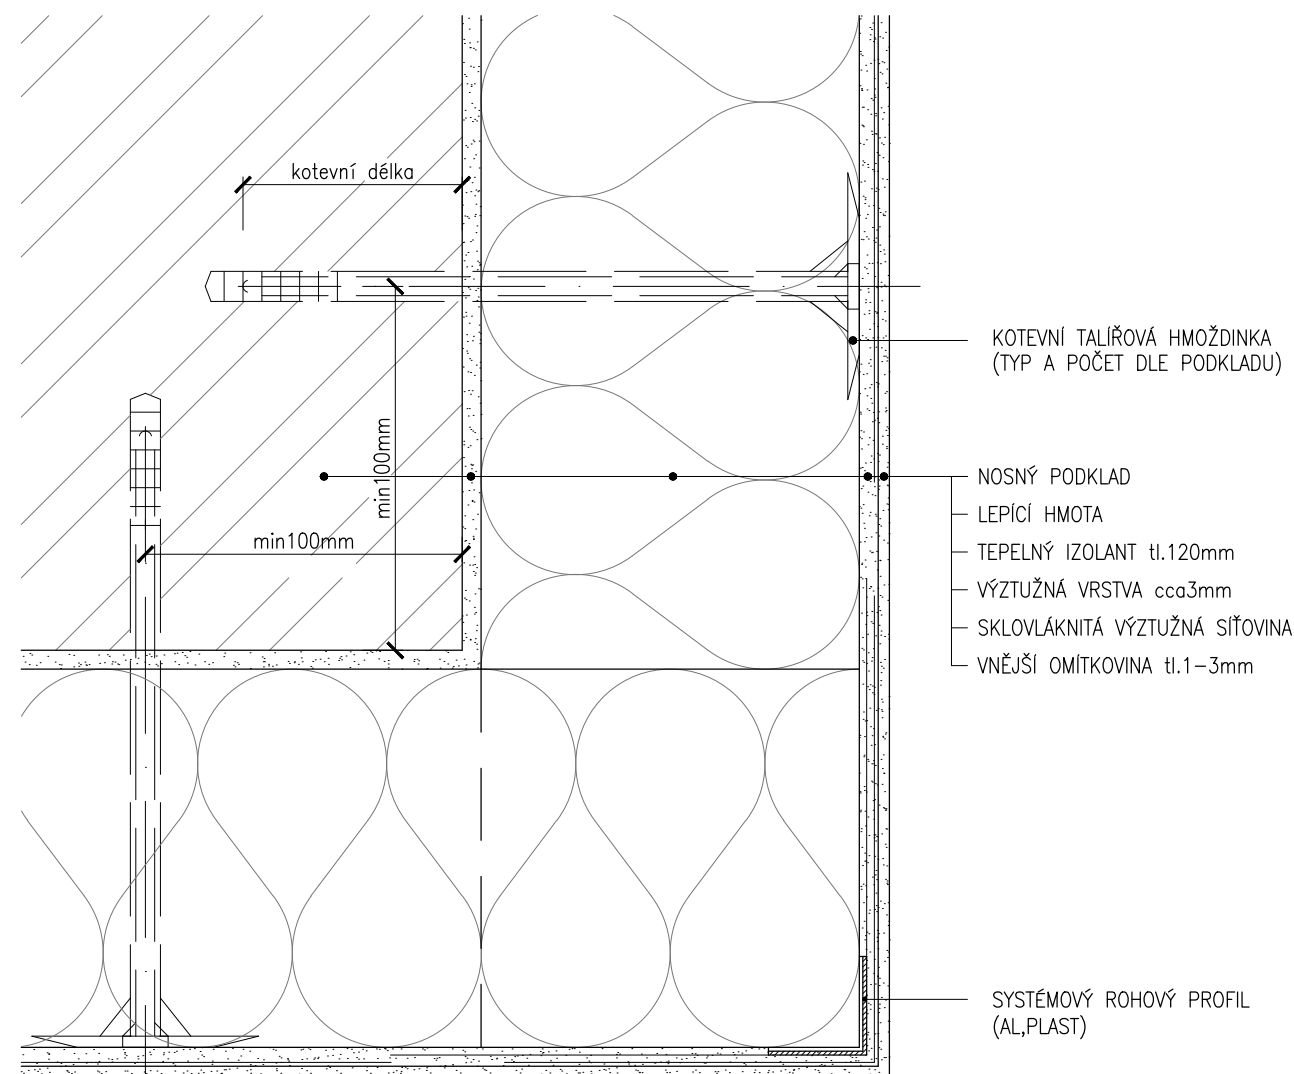 kotevní délka
KOTEVNÍ TALÍŘOVÁ HMOŽDINKA
(TYP A POČET DLE PODKLADU)
min100mm
min100mm
NOSNÝ PODKLAD
LEPÍCÍ HMOTA
TEPELNÝ IZOLANT tl.120mm
VÝZTUŽNÁ VRSTVA cca3mm
SKLOVLÁKNITÁ VÝZTUŽNÁ SÍŤOVINA
VNĚJŠÍ OMÍTKOVINA tl.1-3mm
SYSTÉMOVÝ ROHOVÝ PROFIL
(AL,PLAST)